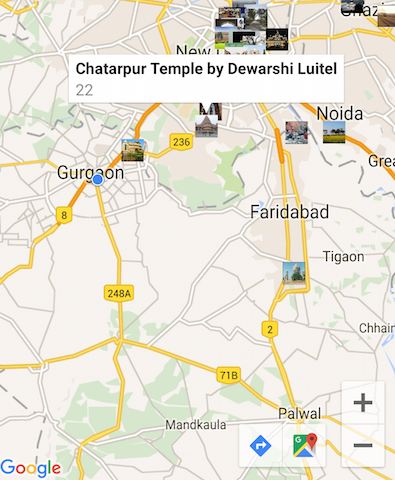 Ghazi
New
Chatarpur Temple by Dewarshi Luitel
22
Noida
236
Gurgaon
Grea
8
Faridabad
Tigaon
248A
2
Chhain
71B
Palwal
Mandkaula
+
−
Google